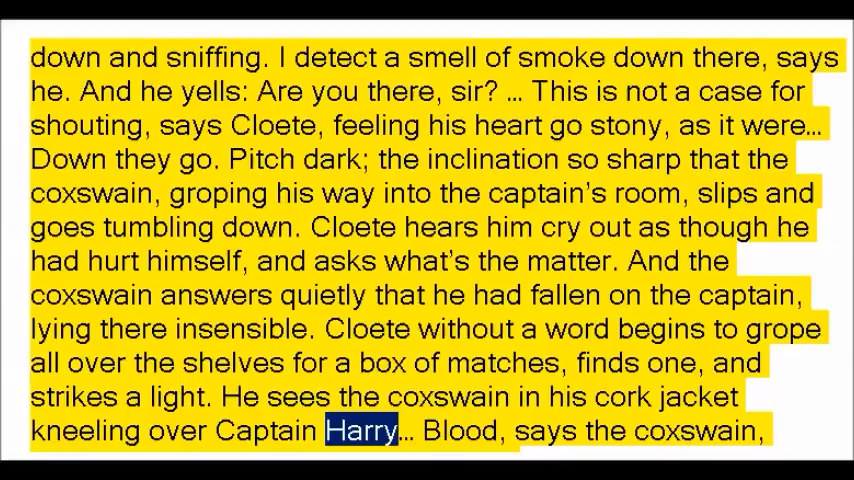 down and sniffing. I detect a smell of smoke down there, says
he. And he yells: Are you there, sir? ... This is not a case for
shouting, says Cloete, feeling his heart go stony, as it were...
Down they go. Pitch dark; the inclination so sharp that the
coxswain, groping his way into the captain’s room, slips and
goes tumbling down. Cloete hears him cry out as though he
had hurt himself, and asks what’s the matter. And the
coxswain answers quietly that he had fallen on the captain,
lying there insensible. Cloete without a word begins to grope
all over the shelves for a box of matches, finds one, and
strikes a light. He sees the coxswain in his cork jacket
kneeling over Captain Harry... Blood, says the coxswain,